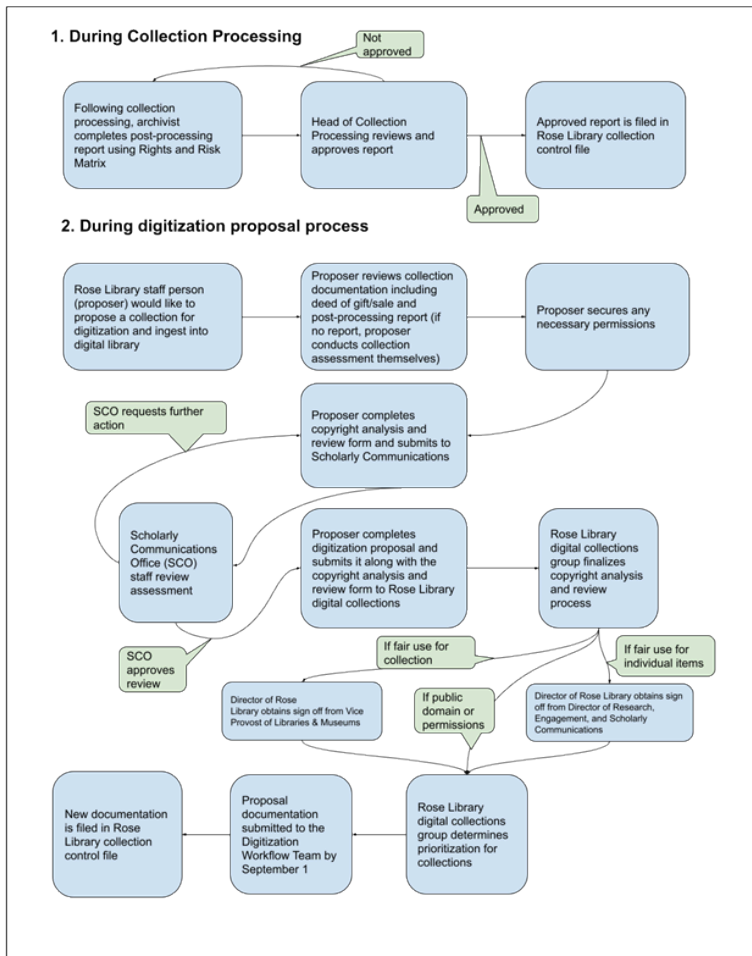 1. During Collection Processing
Not
approved
Following collection
processing, archivist
completes post-processing
report using Rights and Risk
Matrix
Head of Collection
Processing reviews and
approves report
Approved report is filed in
Rose Library collection
control file
Approved
2. During digitization proposal process
Rose Library staff person
(proposer) would like to
propose a collection for
digitization and ingest into
digital library
Proposer reviews collection
documentation including
deed of gift/sale and
post-processing report (if
no report, proposer
conducts collection
assessment themselves)
Proposer secures any
necessary permissions
SCO requests further
action
Proposer completes
copyright analysis and
review form and submits to
Scholarly Communications
Scholarly
Communications
Office (SCO)
staff review
assessment
Proposer completes
digitization proposal and
submits it along with the
copyright analysis and
review form to Rose Library
digital collections
Rose Library
digital collections
group finalizes
copyright analysis
and review
process
SCO
approves
review
If fair use for
collection
If fair use for
individual items
Director of Rose
Library obtains sign off from Vice
Provost of Libraries & Museums
If public
domain or
permissions
Director of Rose Library obtains sign
off from Director of Research,
Engagement, and Scholarly
Communications
New documentation
is filed in Rose
Library collection
control file
Proposal
documentation
submitted to the
Digitization
Workflow Team by
September 1
Rose Library
digital collections
group determines
prioritization for
collections